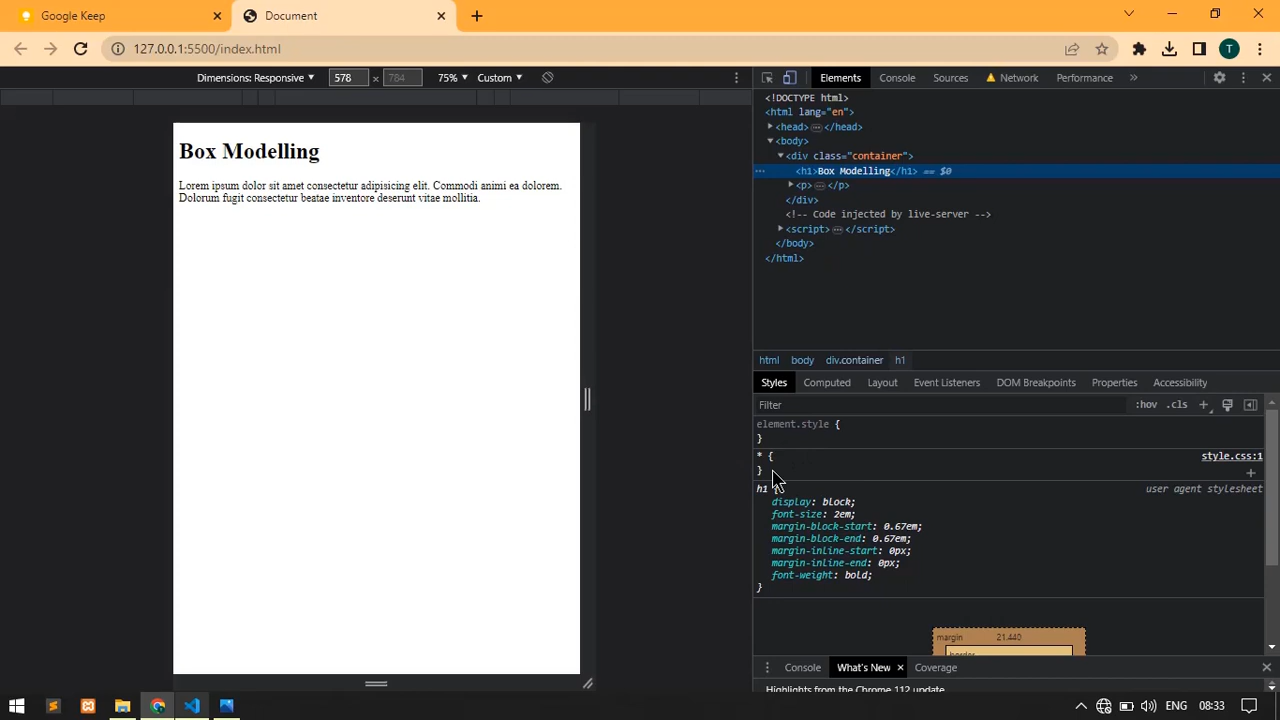 Google Keep
Document
127.0.0.1:5500/index.html
T
Dimensions: Responsive
578 x 784
75%
Custom
Elements
Console
Sources
Network
Performance
Box Modelling
Lorem ipsum dolor sit amet consectetur adipisicing elit. Commodi animi ea dolorem.
Dolorum fugit consectetur beatae inventore deserunt vitae mollitia.
<!DOCTYPE html>
<html lang="en">
<head> … </head>
<body>
<div class="container">
… <h1>Box Modelling</h1> == $0
<p> … </p>
</div>
<!-- Code injected by live-server -->
<script> … </script>
</body>
</html>
html body div.container h1
Styles Computed Layout Event Listeners DOM Breakpoints Properties Accessibility
Filter
:hov .cls
element.style {
}
* {
style.css:1
}
h1 {
user agent stylesheet
display: block;
font-size: 2em;
margin-block-start: 0.67em;
margin-block-end: 0.67em;
margin-inline-start: 0px;
margin-inline-end: 0px;
font-weight: bold;
}
margin 21.440
Console What's New Coverage
Highlights from the Chrome 112 update
ENG 08:33